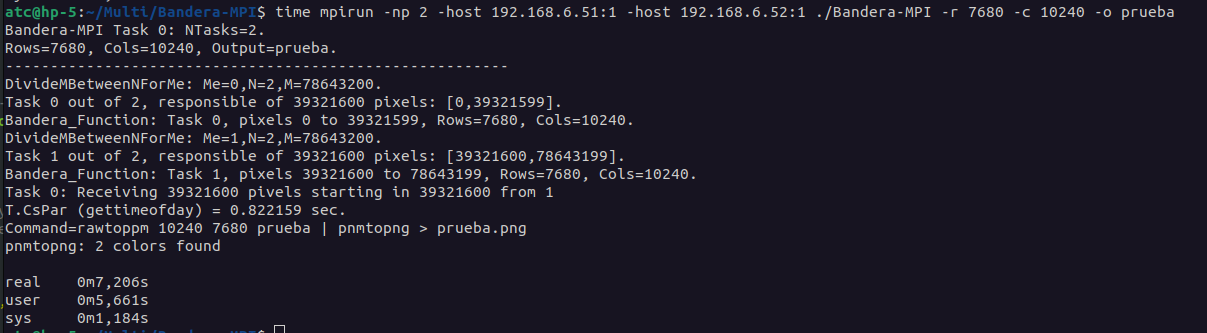 atc@hp-5:~/Multi/Bandera-MPI$ time mpirun -np 2 -host 192.168.6.51:1 -host 192.168.6.52:1 ./Bandera-MPI -r 7680 -c 10240 -o prueba
Bandera-MPI Task 0: NTasks=2.
Rows=7680, Cols=10240, Output=prueba.
--------------------------------------------------------
DivideMBetweenNForMe: Me=0,N=2,M=78643200.
Task 0 out of 2, responsible of 39321600 pixels: [0,39321599].
Bandera_Function: Task 0, pixels 0 to 39321599, Rows=7680, Cols=10240.
DivideMBetweenNForMe: Me=1,N=2,M=78643200.
Task 1 out of 2, responsible of 39321600 pixels: [39321600,78643199].
Bandera_Function: Task 1, pixels 39321600 to 78643199, Rows=7680, Cols=10240.
Task 0: Receiving 39321600 pivels starting in 39321600 from 1
T.CsPar (gettimeofday) = 0.822159 sec.
Command=rawtoppm 10240 7680 prueba | pnmtopng > prueba.png
pnmtopng: 2 colors found
real 0m7,206s
user 0m5,661s
sys 0m1,184s